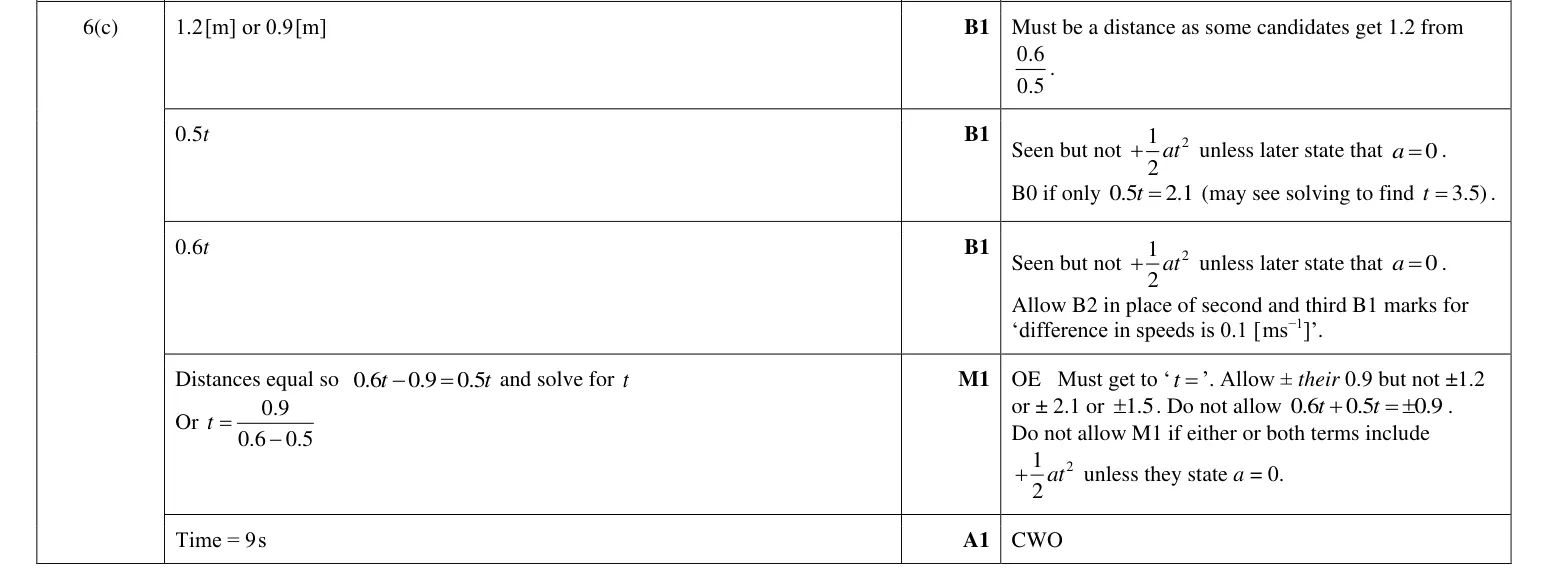 6(c)
1.2[m] or 0.9[m]
B1
Must be a distance as some candidates get 1.2 from
0.6
0.5
.
0.5t
B1
Seen but not +1/2 at² unless later state that a = 0.
B0 if only 0.5t = 2.1 (may see solving to find t = 3.5).
0.6t
B1
Seen but not +1/2 at² unless later state that a = 0.
Allow B2 in place of second and third B1 marks for
‘difference in speeds is 0.1 [ms⁻¹]’.
Distances equal so 0.6t − 0.9 = 0.5t and solve for t
Or t = 0.9/(0.6 − 0.5)
M1
OE Must get to ‘t =’. Allow ± their 0.9 but not ±1.2
or ± 2.1 or ±1.5. Do not allow 0.6t + 0.5t = ±0.9.
Do not allow M1 if either or both terms include
+1/2 at² unless they state a = 0.
Time = 9s
A1
CWO